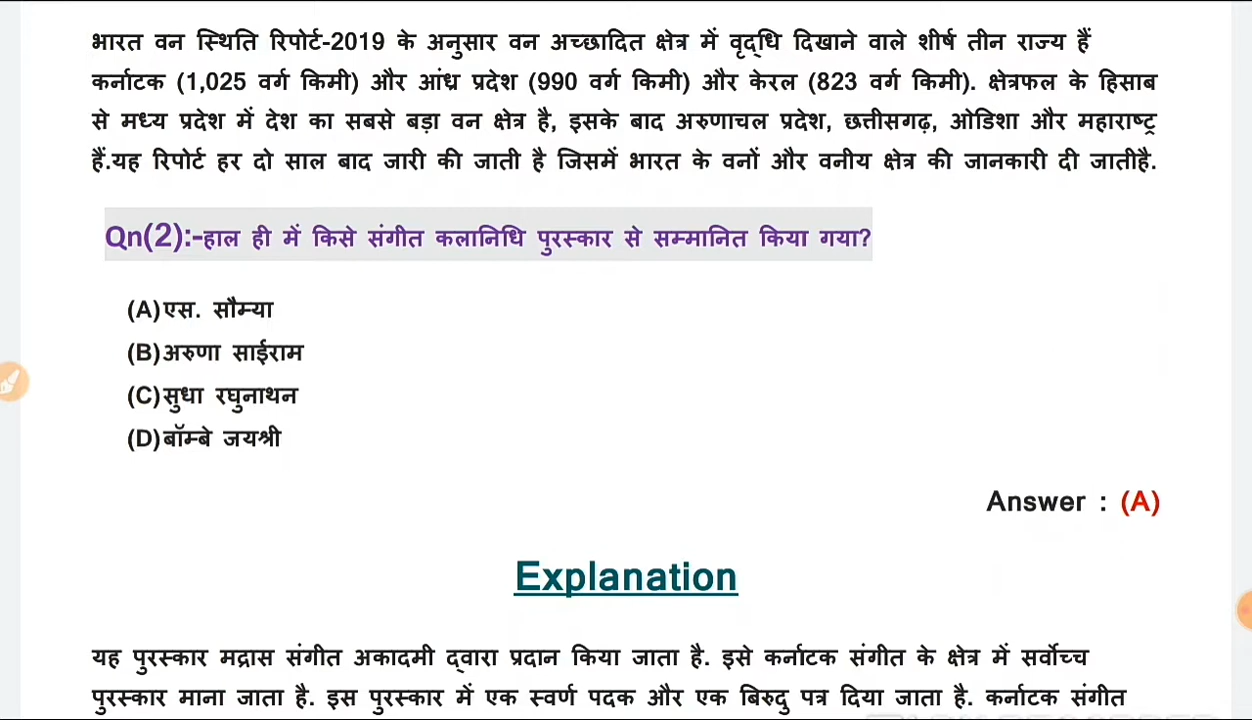 भारत वन स्थिति रिपोर्ट-2019 के अनुसार वन अच्छादित क्षेत्र में वृद्धि दिखाने वाले शीर्ष तीन राज्य हैं
कर्नाटक (1,025 वर्ग किमी) और आंध्र प्रदेश (990 वर्ग किमी) और केरल (823 वर्ग किमी). क्षेत्रफल के हिसाब
से मध्य प्रदेश में देश का सबसे बड़ा वन क्षेत्र है, इसके बाद अरुणाचल प्रदेश, छत्तीसगढ़, ओडिशा और महाराष्ट्र
हैं.यह रिपोर्ट हर दो साल बाद जारी की जाती है जिसमें भारत के वनों और वनीय क्षेत्र की जानकारी दी जातीहै.
Qn(2):-हाल ही में किसे संगीत कलानिधि पुरस्कार से सम्मानित किया गया?
(A)एस. सौम्या
(B)अरुणा साईराम
(C)सुधा रघुनाथन
(D)बॉम्बे जयश्री
Answer : (A)
Explanation
यह पुरस्कार मद्रास संगीत अकादमी द्वारा प्रदान किया जाता है. इसे कर्नाटक संगीत के क्षेत्र में सर्वोच्च
पुरस्कार माना जाता है. इस पुरस्कार में एक स्वर्ण पदक और एक बिरुदु पत्र दिया जाता है. कर्नाटक संगीत